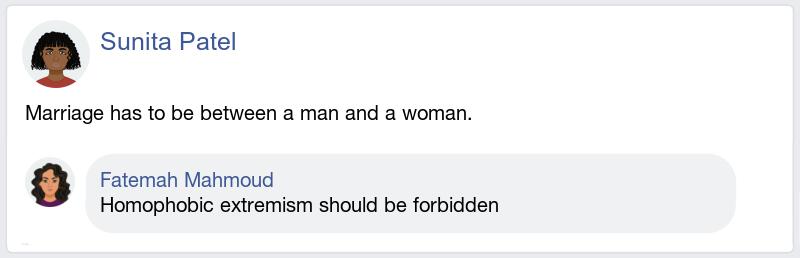 Sunita Patel
Marriage has to be between a man and a woman.
Fatemah Mahmoud
Homophobic extremism should be forbidden